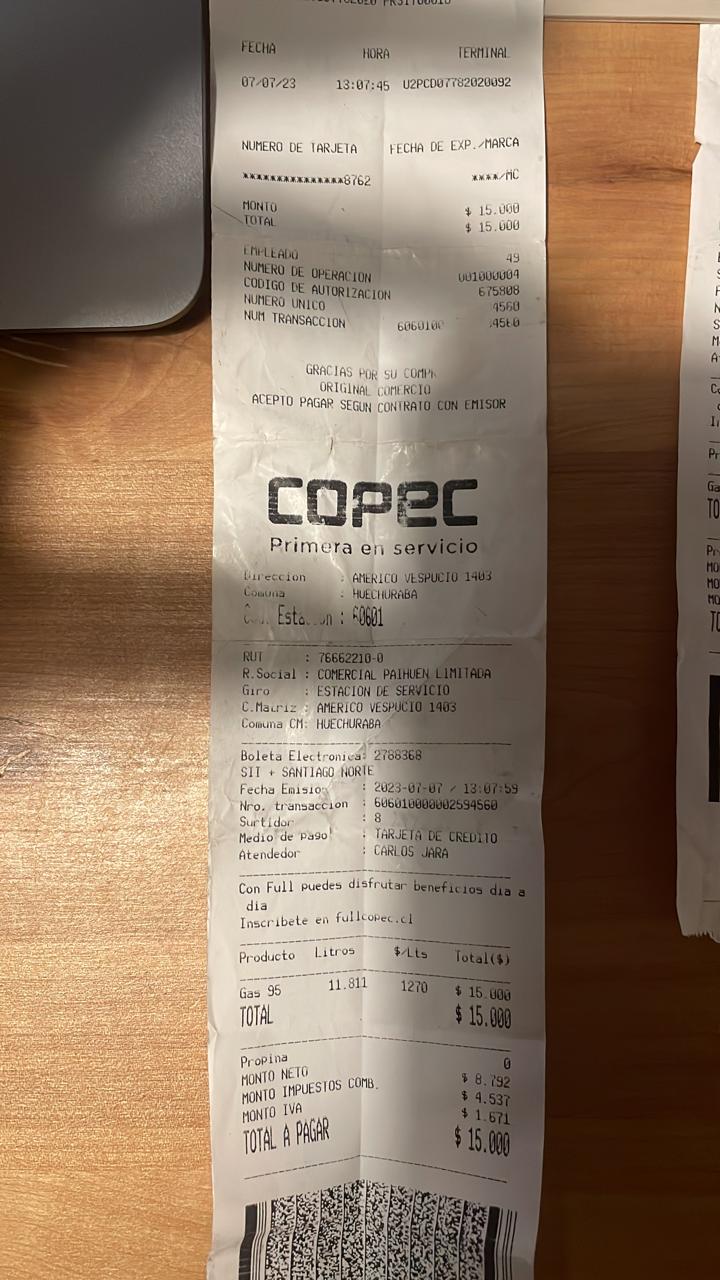 FECHA HORA TERMINAL
07/07/23 13:07:45 U2PCD07782020092
NUMERO DE TARJETA FECHA DE EXP./MARCA
***************8762 ****/MC
MONTO $ 15.000
TOTAL $ 15.000
EMPLEADO 49
NUMERO DE OPERACION 001000004
CODIGO DE AUTORIZACION 675808
NUMERO UNICO 4560
NUM TRANSACCION
GRACIAS POR SU
ORIGINAL COMERCIO
ACEPTO PAGAR SEGUN CONTRATO CON EMISOR
COPEC
Primera en servicio
Direccion : AMERICO VESPUCIO 1403
Comuna : HUECHURABA
: 60601
RUT : 76662210-0
R.Social : COMERCIAL PAIHUEN LIMITADA
Giro : ESTACION DE SERVICIO
C.Matriz : AMERICO VESPUCIO 1403
Comuna CM: HUECHURABA
Boleta Electronica: 2788368
SII + SANTIAGO NORTE
Fecha Emisio : 2023-07-07 / 13:07:59
Nro. transaccion : 606010000002594560
Surtidor : 8
Medio de pago : TARJETA DE CREDITO
Atendedor : CARLOS JARA
Con Full puedes disfrutar beneficios dia a
dia
Inscribete en fullcopec.cl
Producto Litros $/Lts Total($)
Gas 95 11.811 1270 $ 15.000
TOTAL $ 15.000
Propina 0
MONTO NETO $ 8.792
MONTO IMPUESTOS COMB. $ 4.537
MONTO IVA $ 1.671
TOTAL A PAGAR $ 15.000